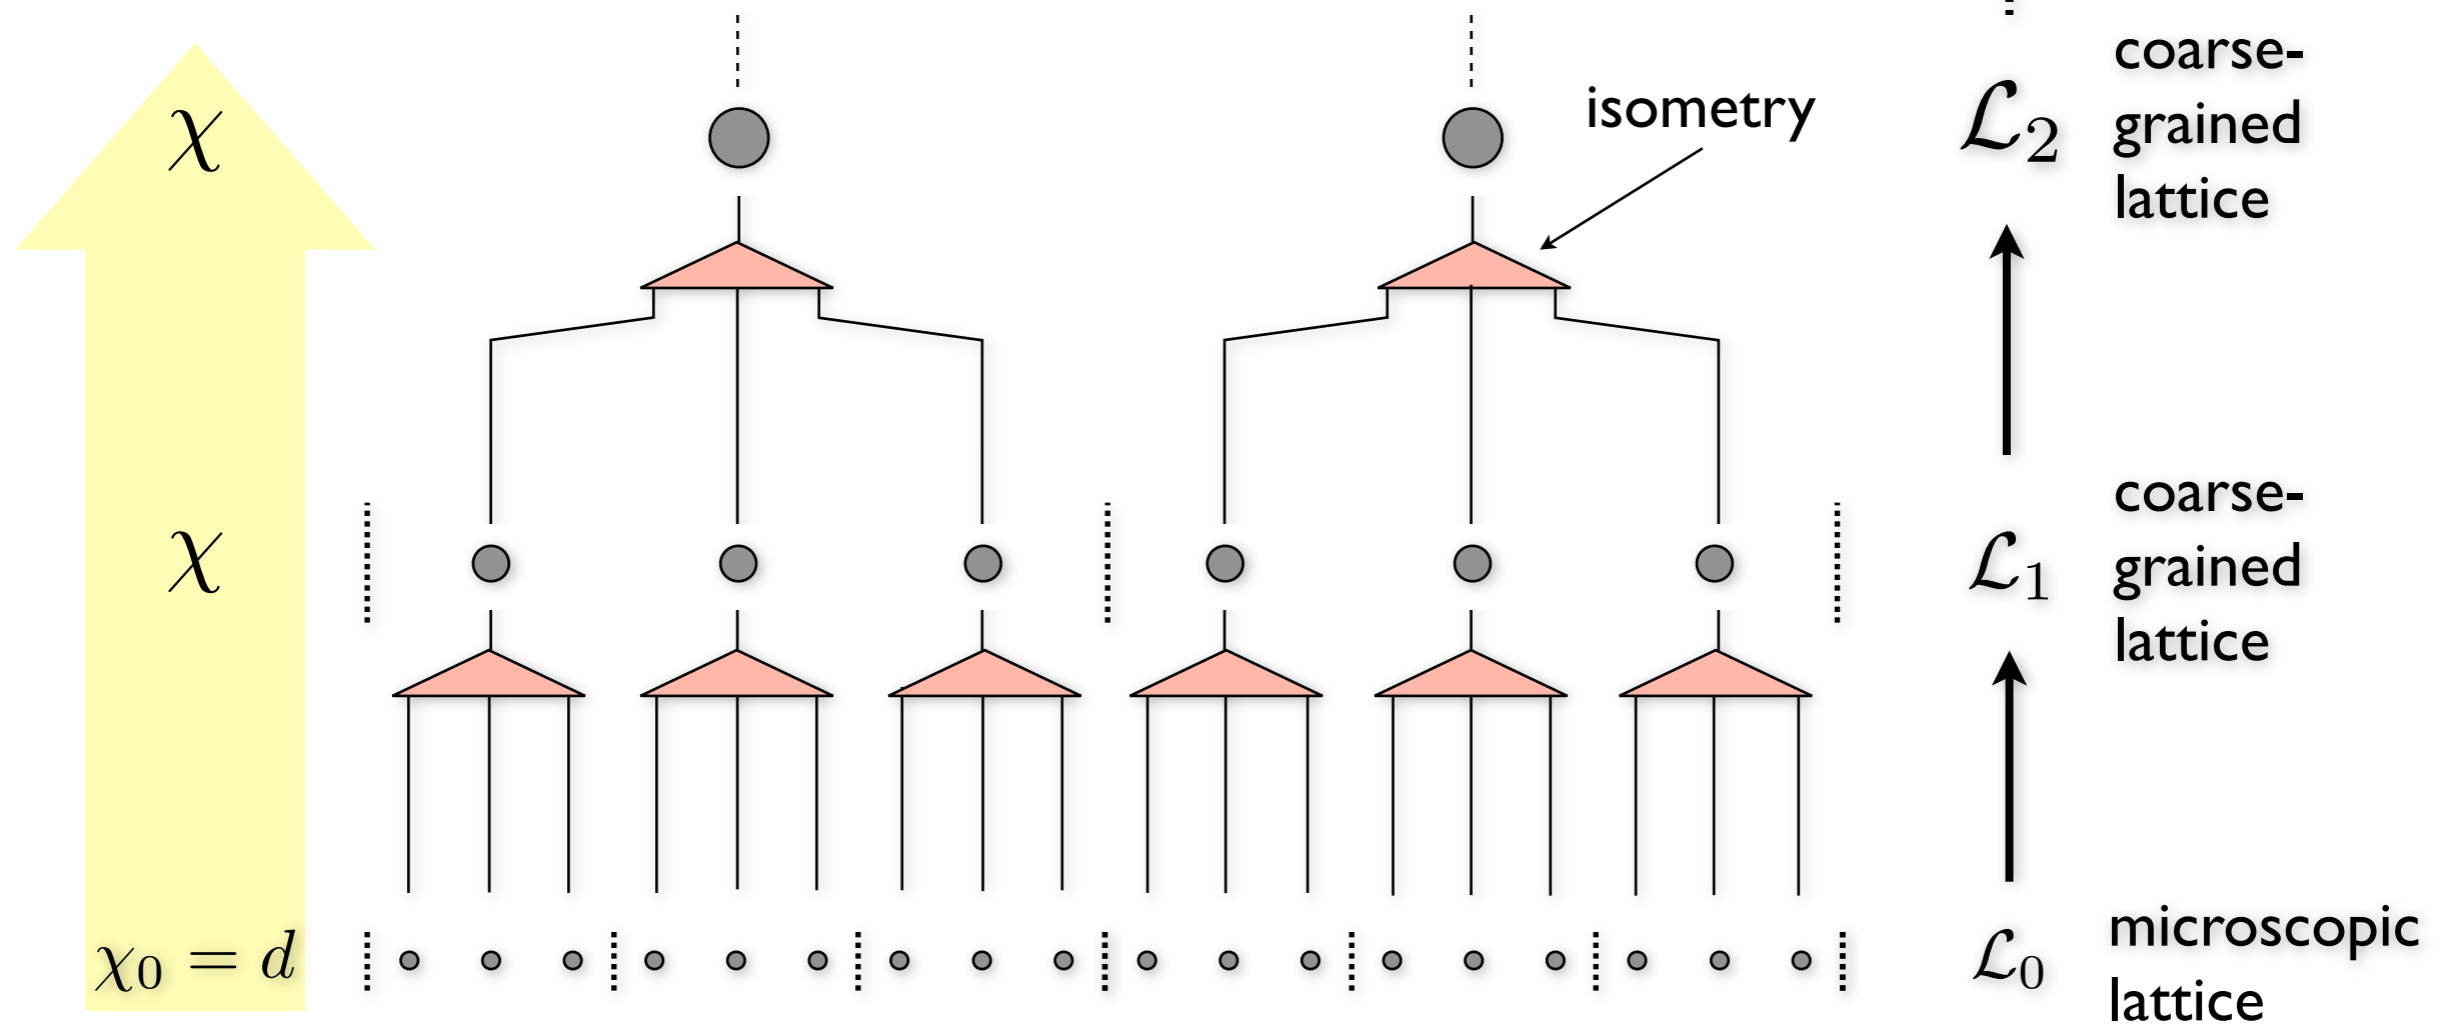 χ
isometry
ℒ₂
coarse-
grained
lattice
χ
ℒ₁
coarse-
grained
lattice
χ₀ = d
ℒ₀
microscopic
lattice